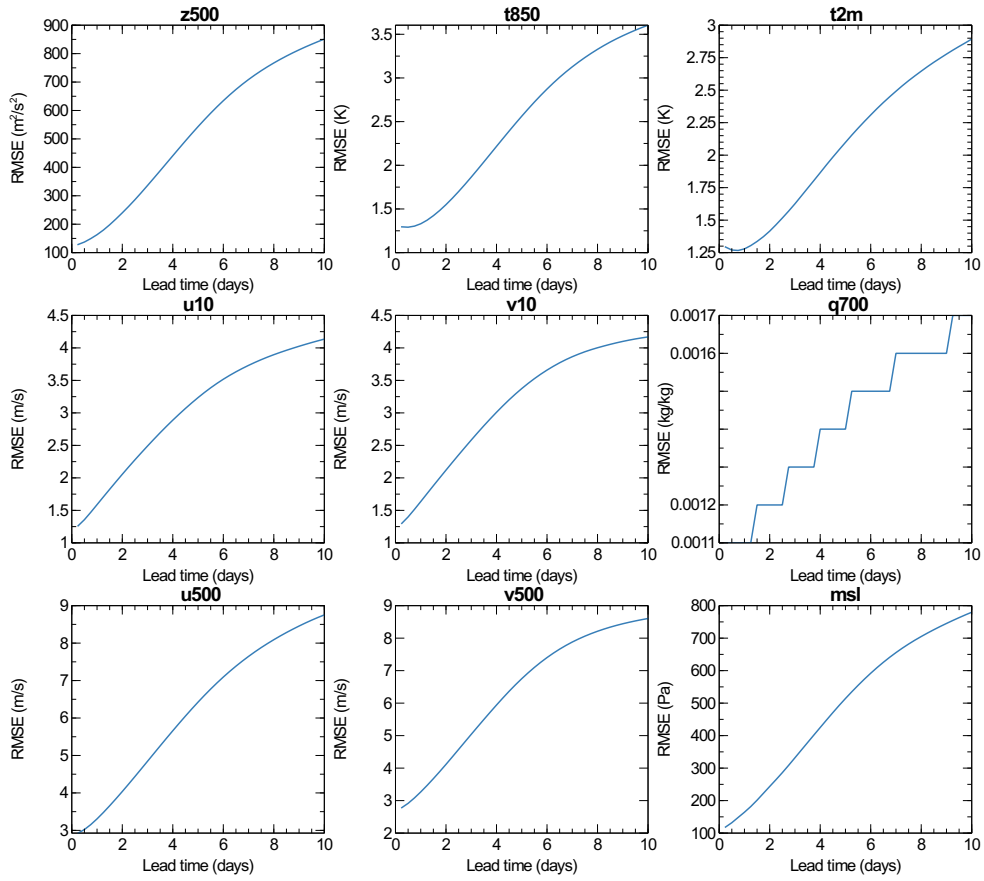 z500 t850 t2m
900
800
700
600
500
400
300
200
100
RMSE (m²/s²)
0 2 4 6 8 10
Lead time (days)
3.5
3
2.5
2
1.5
1
RMSE (K)
0 2 4 6 8 10
Lead time (days)
3
2.75
2.5
2.25
2
1.75
1.5
1.25
RMSE (K)
0 2 4 6 8 10
Lead time (days)
u10 v10 q700
4.5
4
3.5
3
2.5
2
1.5
1
RMSE (m/s)
0 2 4 6 8 10
Lead time (days)
4.5
4
3.5
3
2.5
2
1.5
1
RMSE (m/s)
0 2 4 6 8 10
Lead time (days)
0.0017
0.0016
0.0012
0.0011
RMSE (kg/kg)
0 2 4 6 8 10
Lead time (days)
u500 v500 msl
9
8
7
6
5
4
3
RMSE (m/s)
0 2 4 6 8 10
Lead time (days)
9
8
7
6
5
4
3
2
RMSE (m/s)
0 2 4 6 8 10
Lead time (days)
800
700
600
500
400
300
200
100
RMSE (Pa)
0 2 4 6 8 10
Lead time (days)